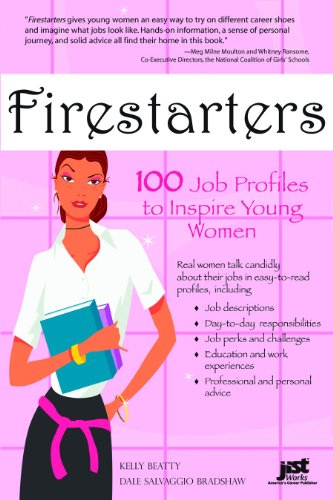 "Firestarters gives young women an easy way to try on different career shoes
and imagine what jobs look like. Hands-on information, a sense of personal
journey, and solid advice all find their home in this book."
—Meg Milne Moulton and Whitney Ransome,
Co-Executive Directors, the National Coalition of Girls' Schools
Firestarters
100 Job Profiles
to Inspire Young
Women
Real women talk candidly
about their jobs in easy-to-read
profiles, including
♦ Job descriptions
♦ Day-to-day responsibilities
♦ Job perks and challenges
♦ Education and work
experiences
♦ Professional and personal
advice
KELLY BEATTY
DALE SALVAGGIO BRADSHAW
jist
Works
America's Career Publisher